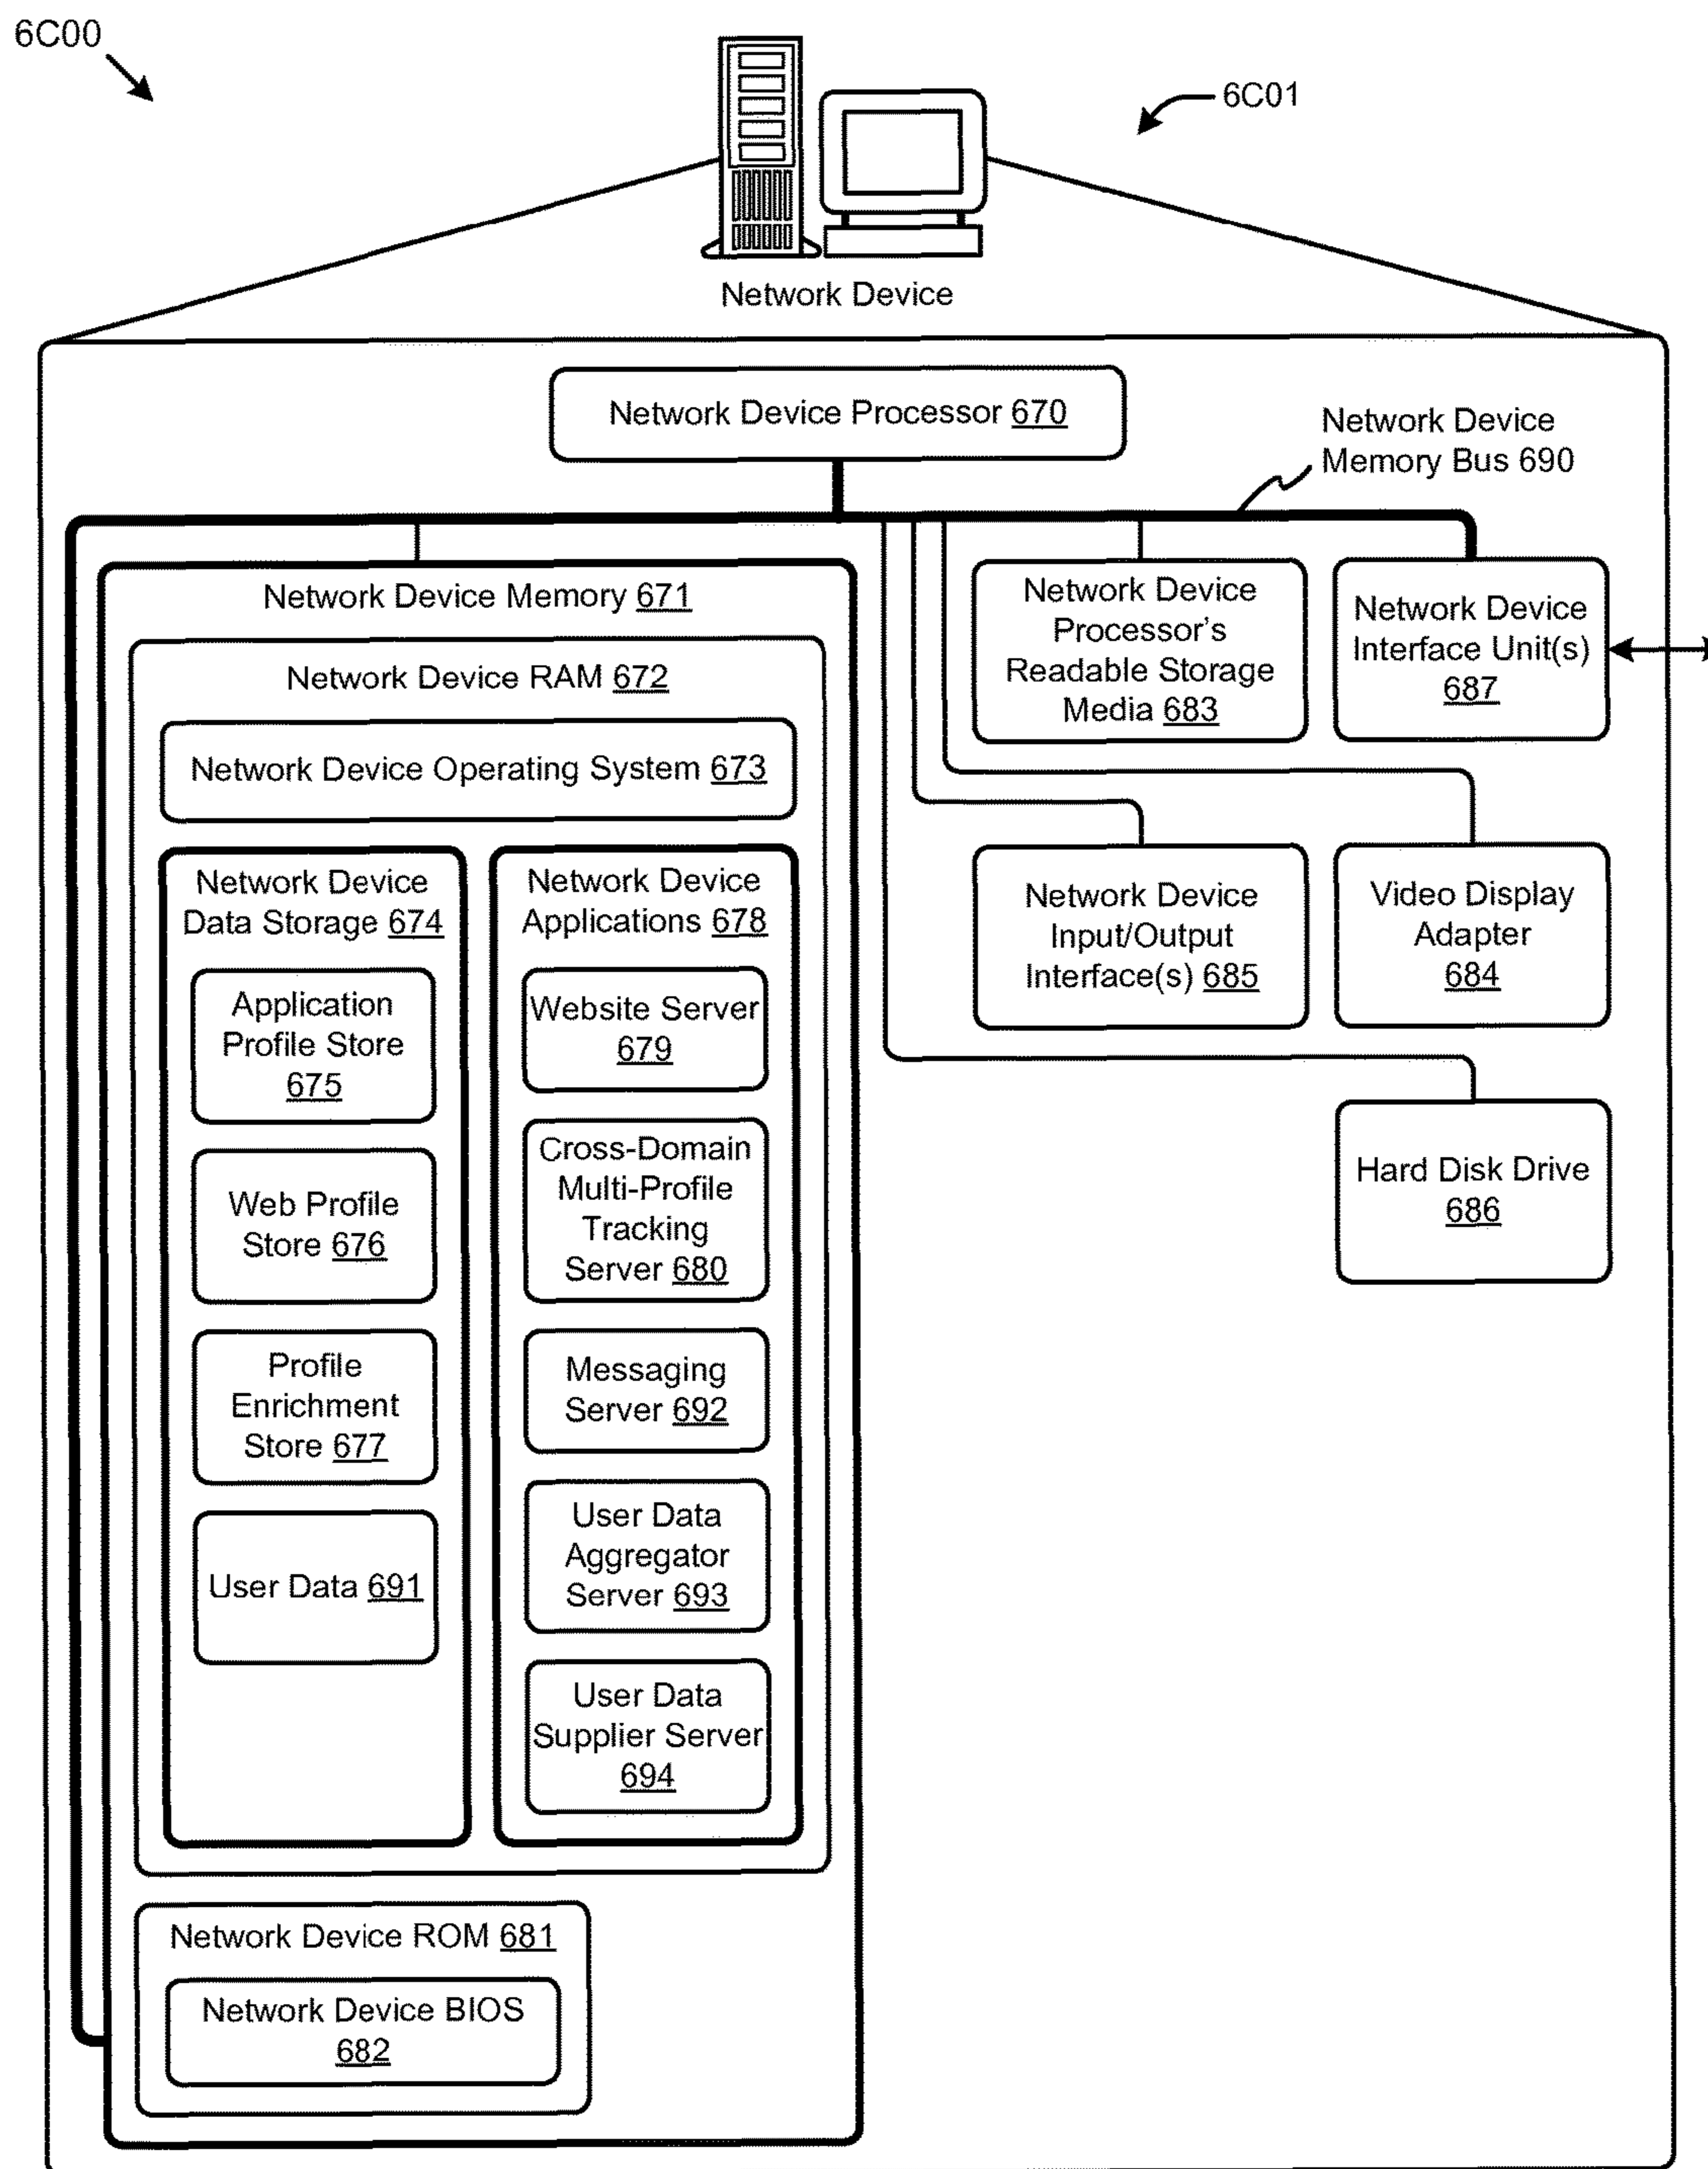 6C00
6C01
Network Device
Network Device Processor 670
Network Device
Memory Bus 690
Network Device Memory 671
Network Device RAM 672
Network Device Operating System 673
Network Device
Data Storage 674
Application
Profile Store
675
Web Profile
Store 676
Profile
Enrichment
Store 677
User Data 691
Network Device
Applications 678
Website Server
679
Cross-Domain
Multi-Profile
Tracking
Server 680
Messaging
Server 692
User Data
Aggregator
Server 693
User Data
Supplier Server
694
Network Device ROM 681
Network Device BIOS
682
Network Device
Processor's
Readable Storage
Media 683
Network Device
Interface Unit(s)
687
Network Device
Input/Output
Interface(s) 685
Video Display
Adapter
684
Hard Disk Drive
686